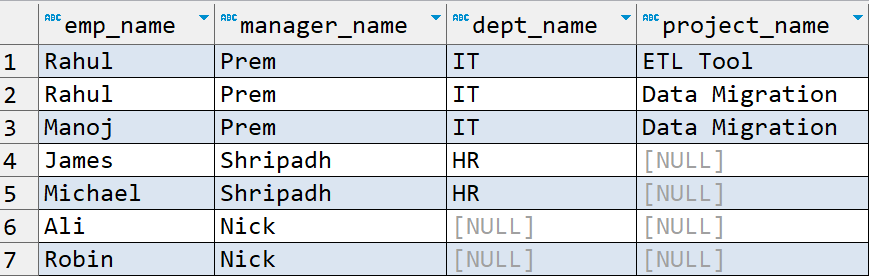 ABC emp_name ABC manager_name ABC dept_name ABC project_name
1 Rahul Prem IT ETL Tool
2 Rahul Prem IT Data Migration
3 Manoj Prem IT Data Migration
4 James Shripadh HR [NULL]
5 Michael Shripadh HR [NULL]
6 Ali Nick [NULL] [NULL]
7 Robin Nick [NULL] [NULL]